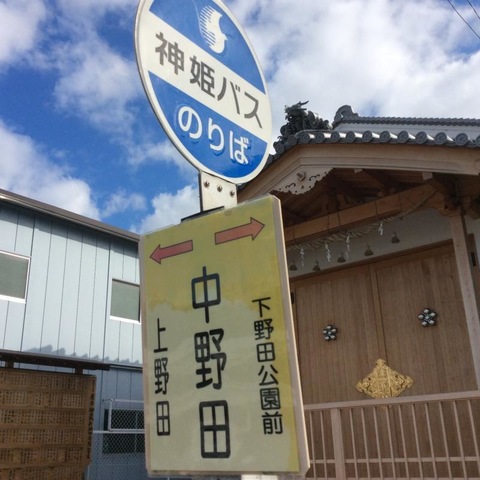 神姫バス
のりば
中野田
上野田
下野田公園前